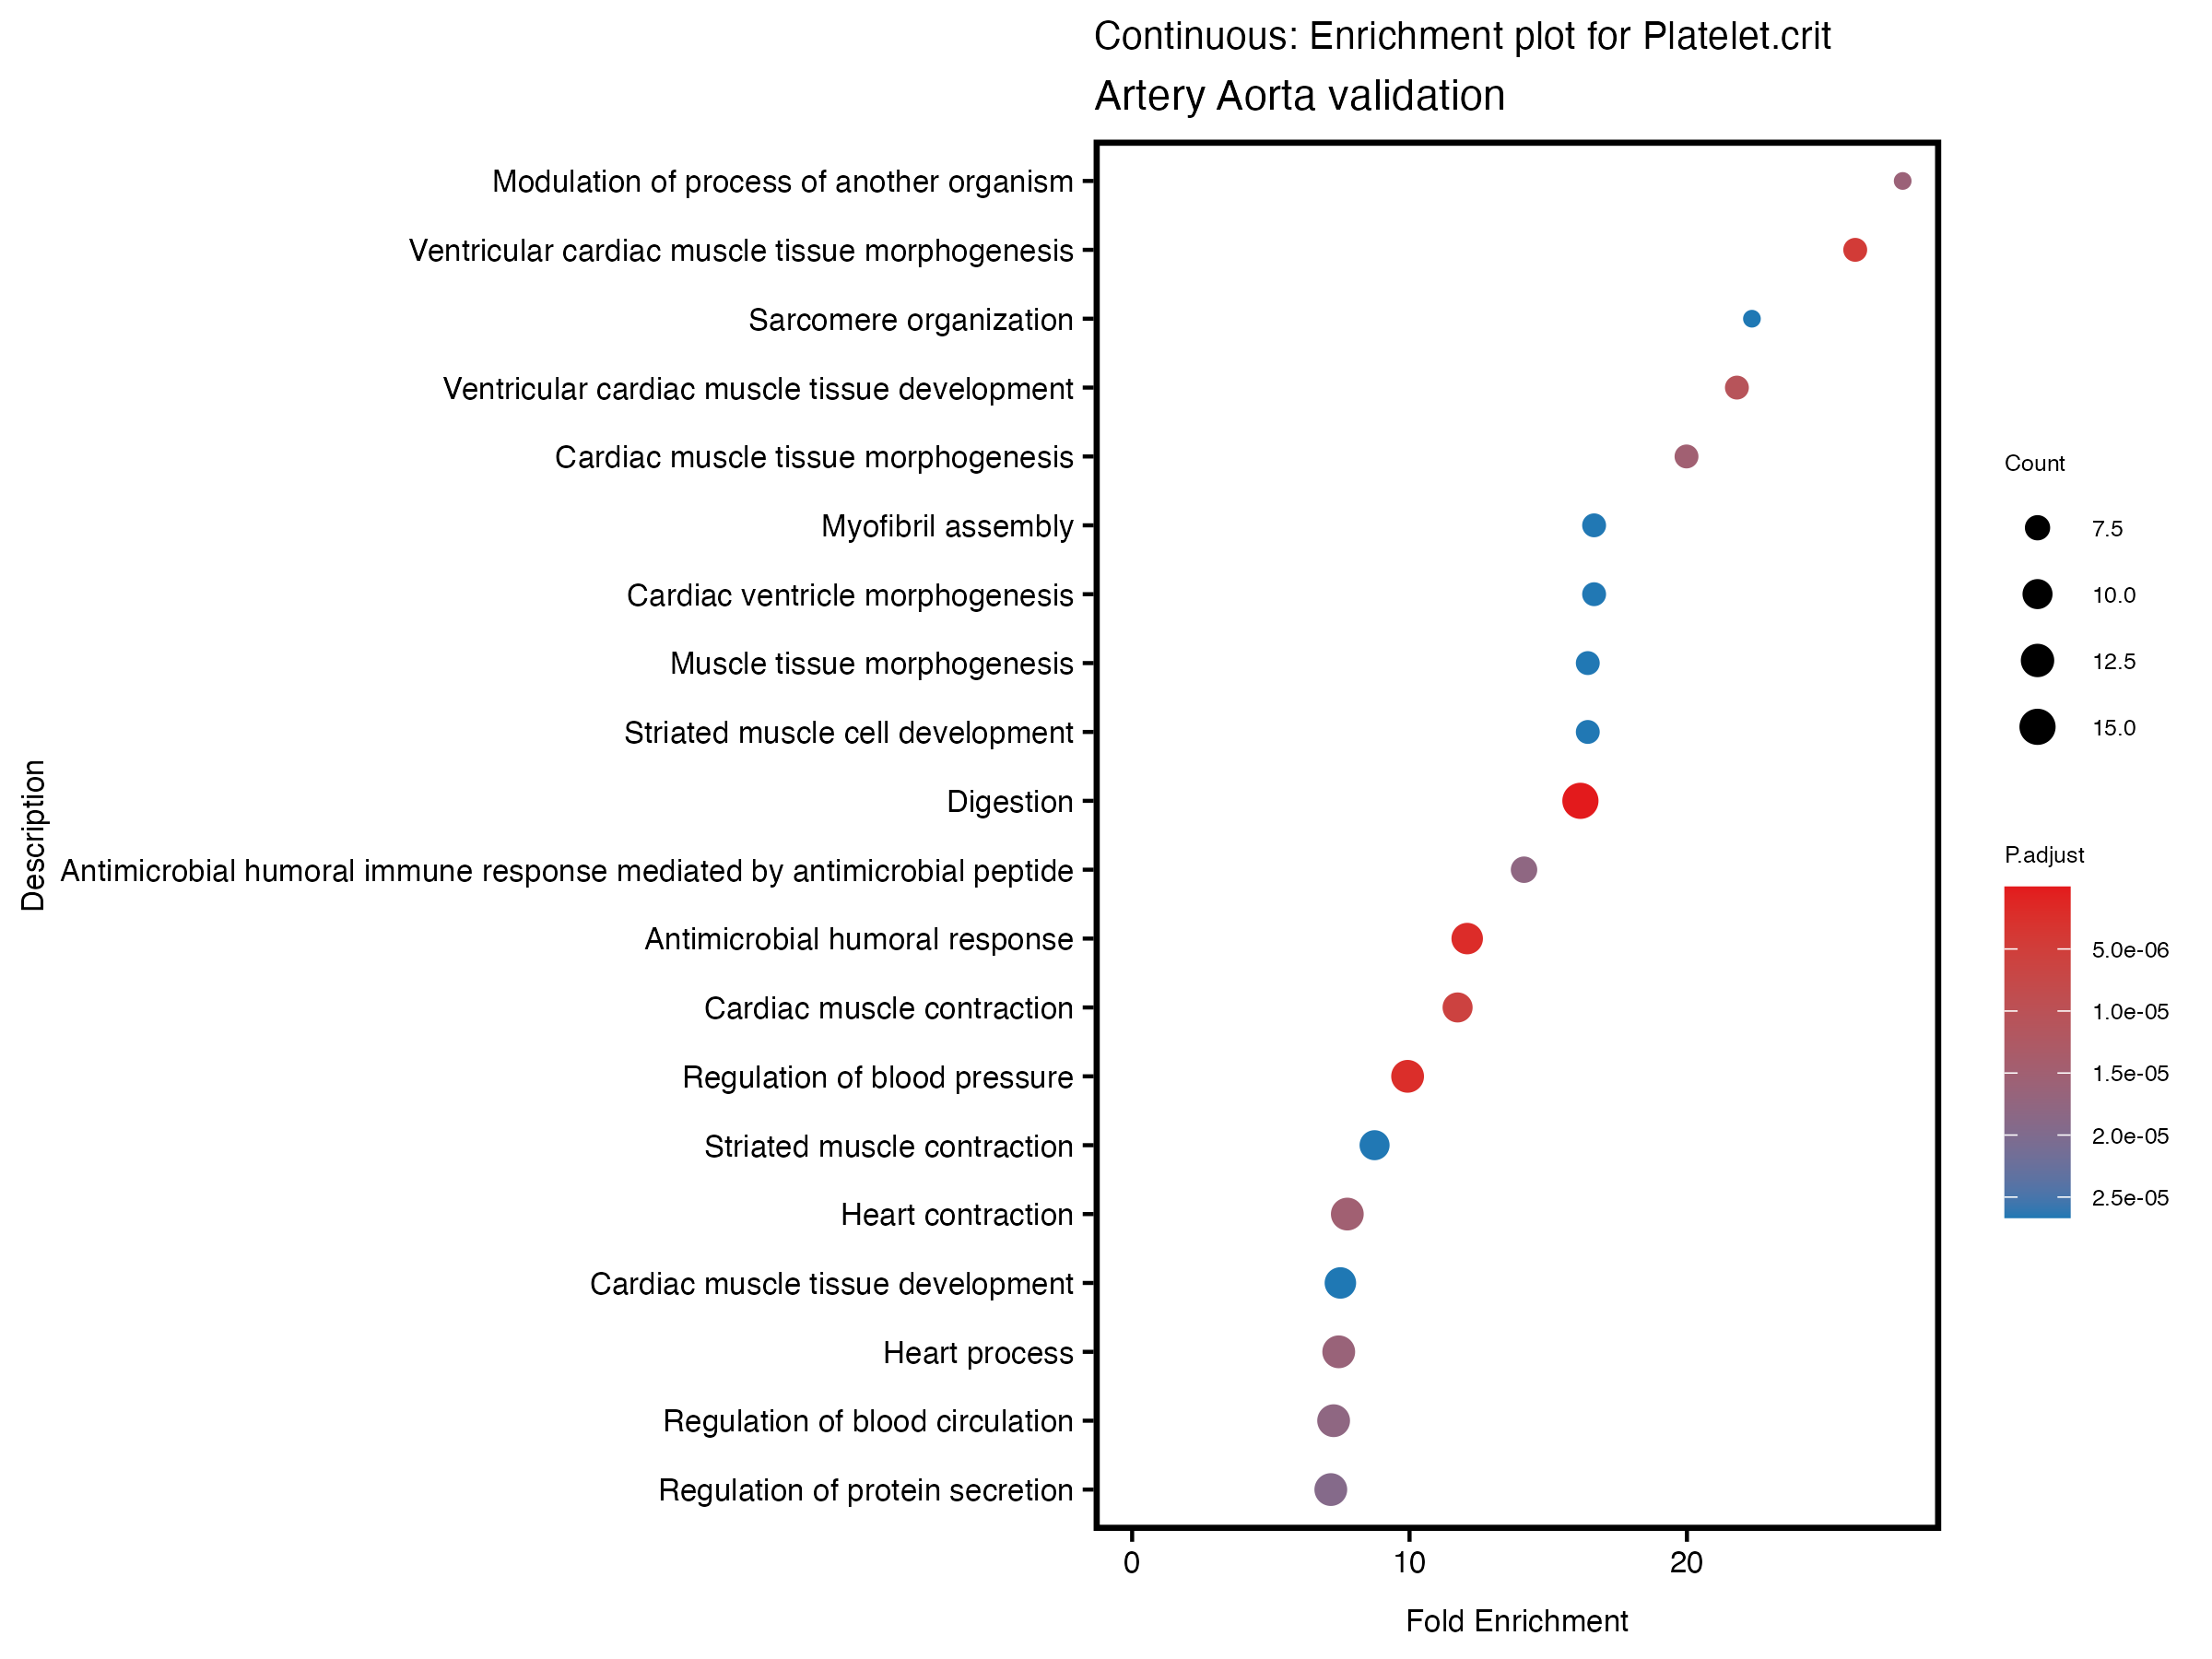 Continuous: Enrichment plot for Platelet.crit
Artery Aorta validation
Modulation of process of another organism
Ventricular cardiac muscle tissue morphogenesis
Sarcomere organization
Ventricular cardiac muscle tissue development
Cardiac muscle tissue morphogenesis
Myofibril assembly
Cardiac ventricle morphogenesis
Muscle tissue morphogenesis
Striated muscle cell development
Digestion
Antimicrobial humoral immune response mediated by antimicrobial peptide
Antimicrobial humoral response
Cardiac muscle contraction
Regulation of blood pressure
Striated muscle contraction
Heart contraction
Cardiac muscle tissue development
Heart process
Regulation of blood circulation
Regulation of protein secretion
Description
0 10 20
Fold Enrichment
Count
7.5
10.0
12.5
15.0
P.adjust
5.0e-06
1.0e-05
1.5e-05
2.0e-05
2.5e-05